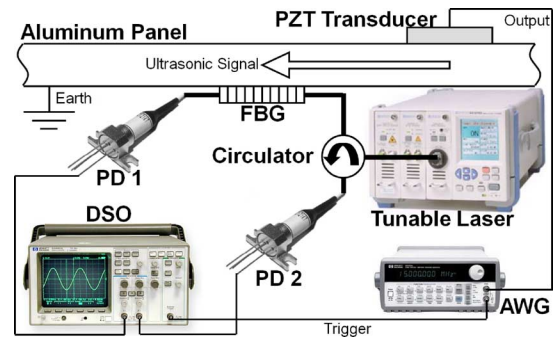 PZT Transducer
Output
Aluminum Panel
Ultrasonic Signal
Earth
FBG
Circulator
PD 1
Tunable Laser
DSO
PD 2
AWG
Trigger